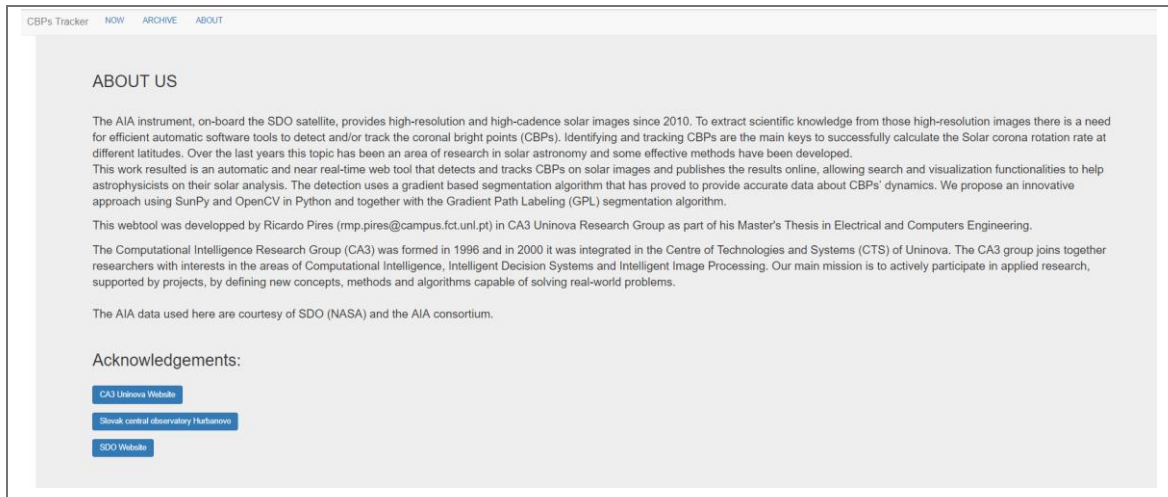 CBPs Tracker NOW ARCHIVE ABOUT
ABOUT US
The AIA instrument, on-board the SDO satellite, provides high-resolution and high-cadence solar images since 2010. To extract scientific knowledge from those high-resolution images there is a need
for efficient automatic software tools to detect and/or track the coronal bright points (CBPs). Identifying and tracking CBPs are the main keys to successfully calculate the Solar corona rotation rate at
different latitudes. Over the last years this topic has been an area of research in solar astronomy and some effective methods have been developed.
This work resulted is an automatic and near real-time web tool that detects and tracks CBPs on solar images and publishes the results online, allowing search and visualization functionalities to help
astrophysicists on their solar analysis. The detection uses a gradient based segmentation algorithm that has proved to provide accurate data about CBPs' dynamics. We propose an innovative
approach using SunPy and OpenCV in Python and together with the Gradient Path Labeling (GPL) segmentation algorithm.
This webtool was developped by Ricardo Pires (rmp.pires@campus.fct.unl.pt) in CA3 Uninova Research Group as part of his Master's Thesis in Electrical and Computers Engineering.
The Computational Intelligence Research Group (CA3) was formed in 1996 and in 2000 it was integrated in the Centre of Technologies and Systems (CTS) of Uninova. The CA3 group joins together
researchers with interests in the areas of Computational Intelligence, Intelligent Decision Systems and Intelligent Image Processing. Our main mission is to actively participate in applied research,
supported by projects, by defining new concepts, methods and algorithms capable of solving real-world problems.
The AIA data used here are courtesy of SDO (NASA) and the AIA consortium.
Acknowledgements:
CA3 Uninova Website
Slovak central observatory Hurbanovo
SDO Website